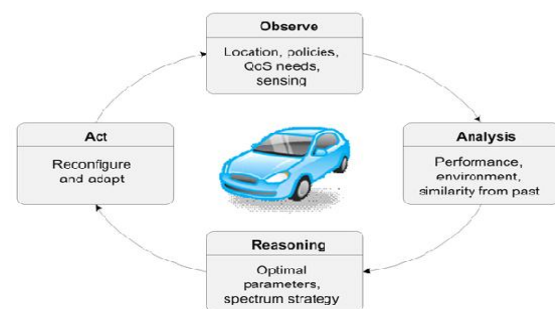 Observe
Location, policies,
QoS needs,
sensing
Act
Reconfigure
and adapt
Analysis
Performance,
environment,
similarity from past
Reasoning
Optimal
parameters,
spectrum strategy